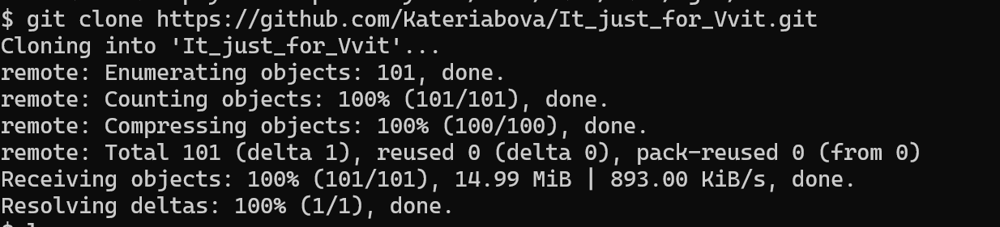 $ git clone https://github.com/Kateriabova/It_just_for_Vvit.git
Cloning into 'It_just_for_Vvit'...
remote: Enumerating objects: 101, done.
remote: Counting objects: 100% (101/101), done.
remote: Compressing objects: 100% (100/100), done.
remote: Total 101 (delta 1), reused 0 (delta 0), pack-reused 0 (from 0)
Receiving objects: 100% (101/101), 14.99 MiB | 893.00 KiB/s, done.
Resolving deltas: 100% (1/1), done.